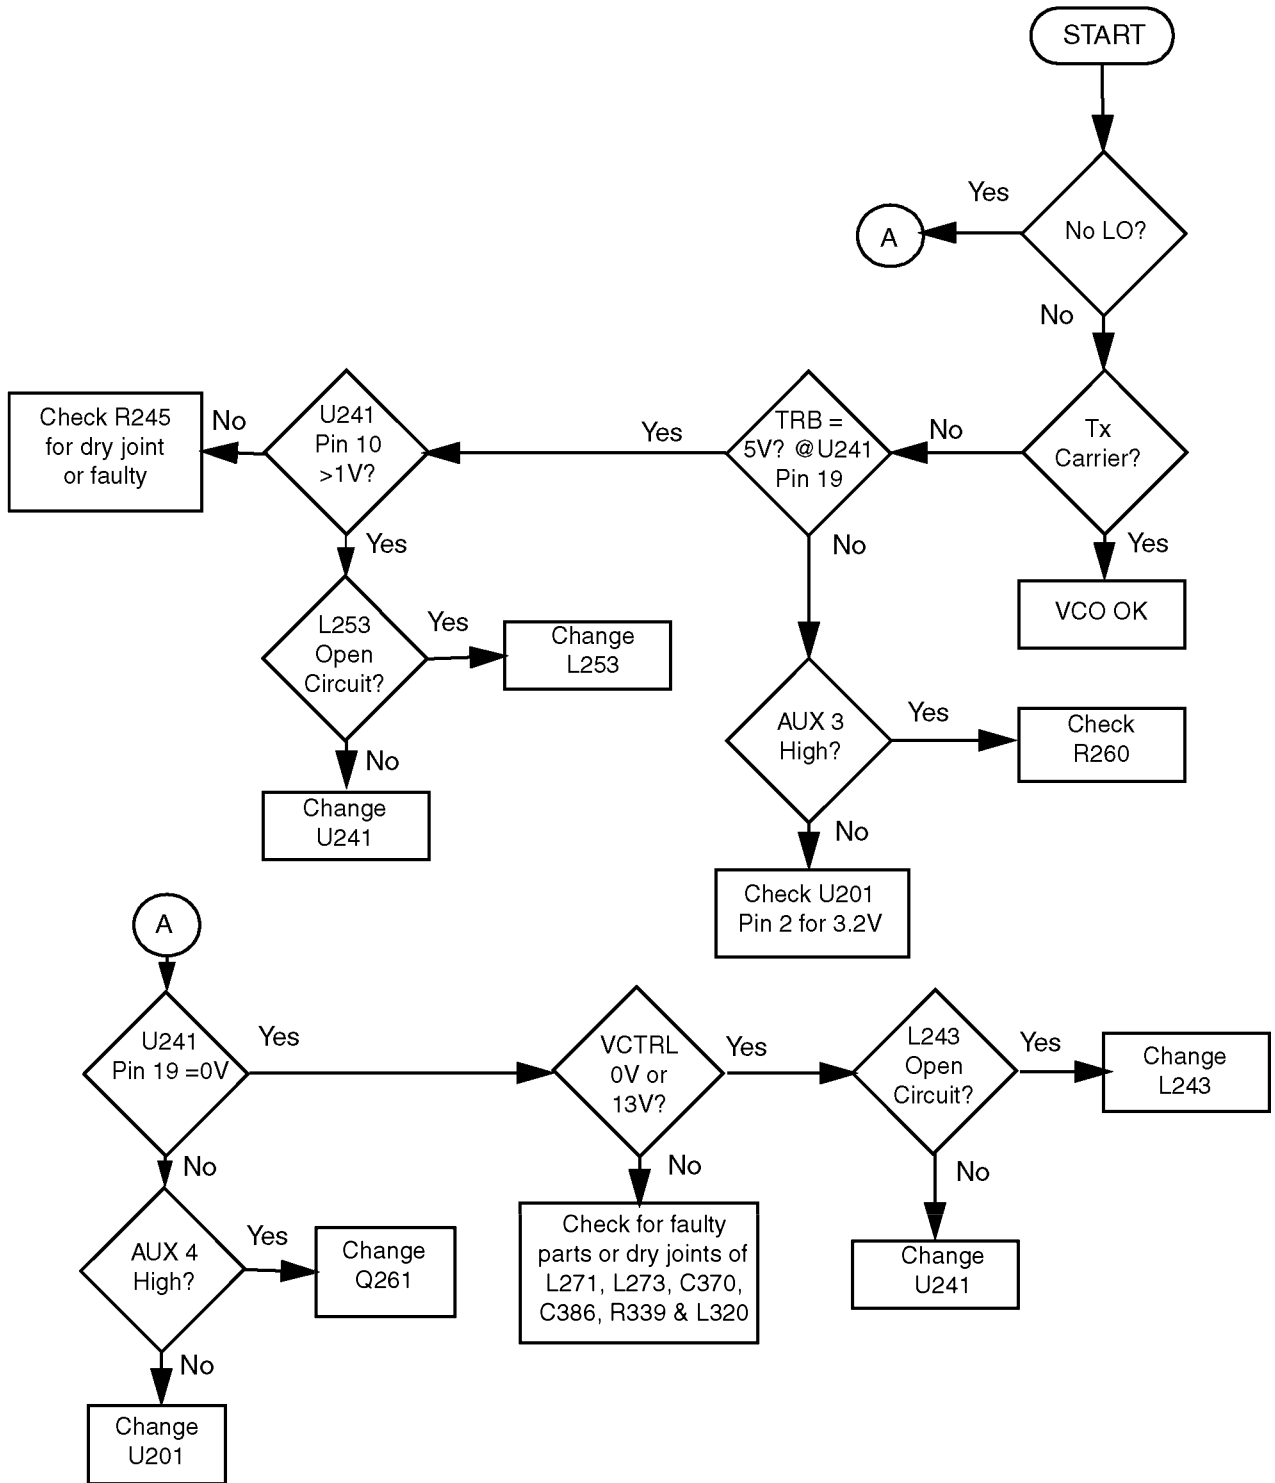 START
Yes
A
No LO?
No
Check R245
for dry joint
or faulty
No
U241
Pin 10
>1V?
Yes
TRB =
5V? @U241
Pin 19
No
Tx
Carrier?
Yes
No
Yes
VCO OK
L253
Open
Circuit?
Yes
Change
L253
AUX 3
High?
Yes
Check
R260
No
Change
U241
No
Check U201
Pin 2 for 3.2V
A
U241
Pin 19 =0V
Yes
VCTRL
0V or
13V?
Yes
L243
Open
Circuit?
Yes
Change
L243
No
No
No
AUX 4
High?
Yes
Change
Q261
Check for faulty
parts or dry joints of
L271, L273, C370,
C386, R339 & L320
Change
U241
No
Change
U201